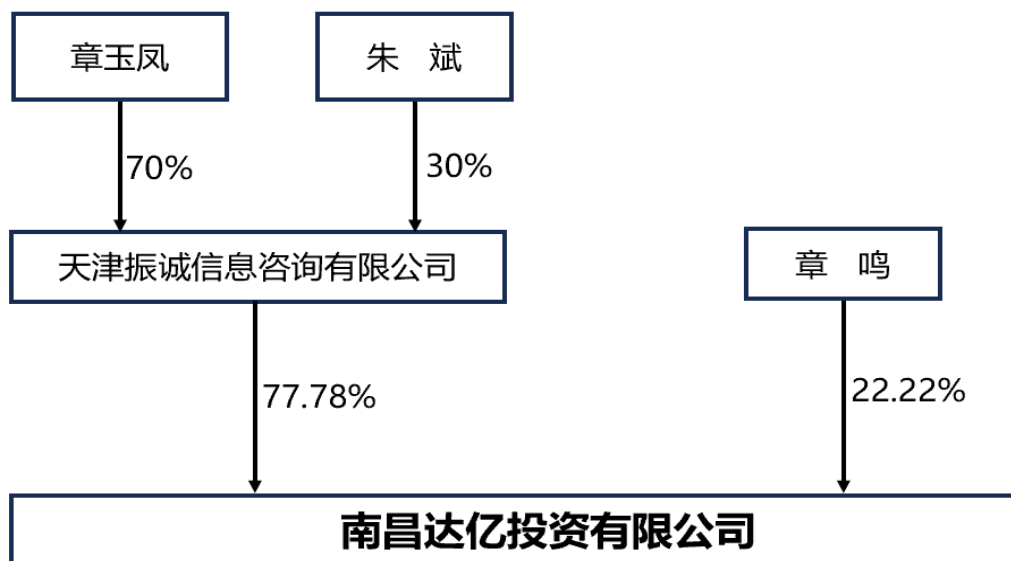 章玉凤
朱 斌
70%
30%
天津振诚信息咨询有限公司
章 鸣
77.78%
22.22%
南昌达亿投资有限公司